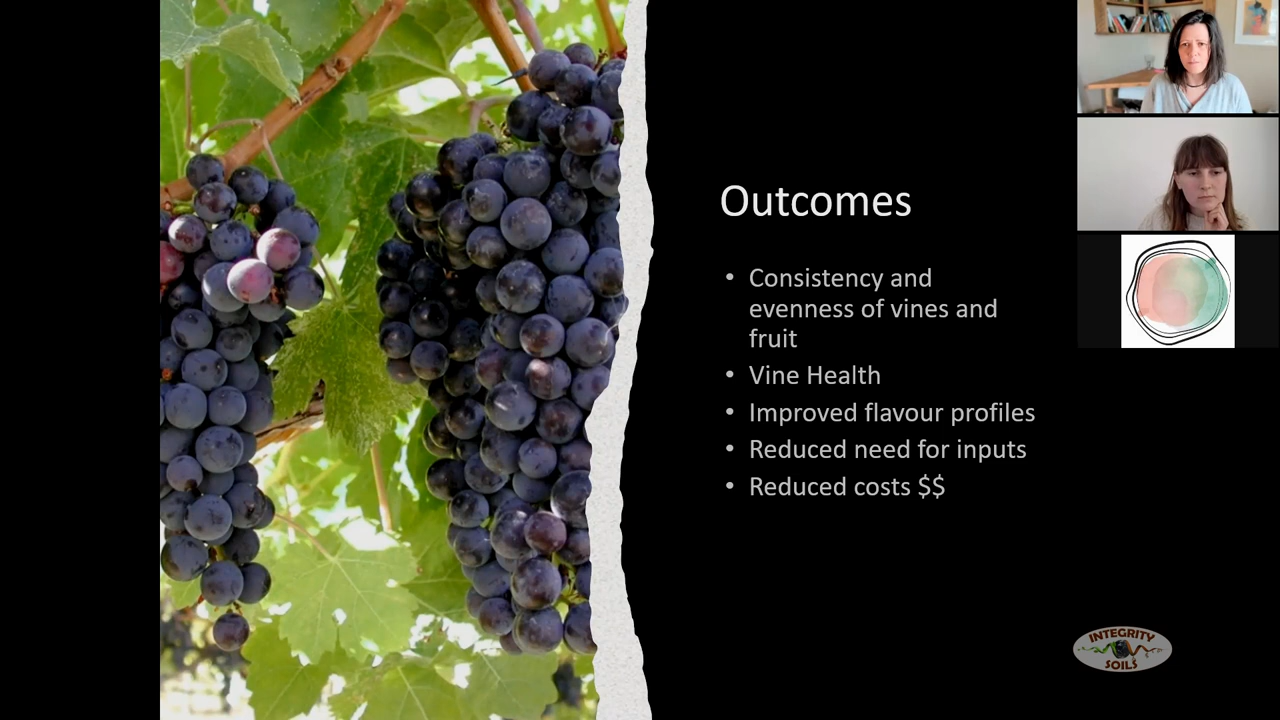 Outcomes
• Consistency and
evenness of vines and
fruit
• Vine Health
• Improved flavour profiles
• Reduced need for inputs
• Reduced costs $$
INTEGRITY
SOILS